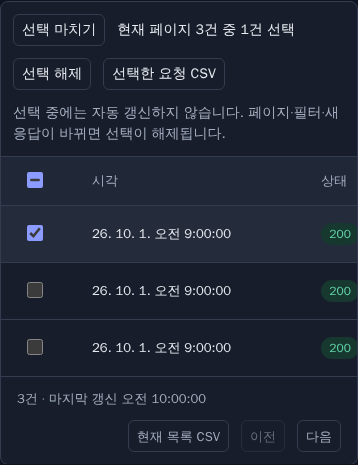 선택 마치기 현재 페이지 3건 중 1건 선택
선택 해제 선택한 요청 CSV
선택 중에는 자동 갱신하지 않습니다. 페이지·필터·새
응답이 바뀌면 선택이 해제됩니다.
시각 상태
26. 10. 1. 오전 9:00:00 200
26. 10. 1. 오전 9:00:00 200
26. 10. 1. 오전 9:00:00 200
3건 · 마지막 갱신 오전 10:00:00
현재 목록 CSV 이전 다음